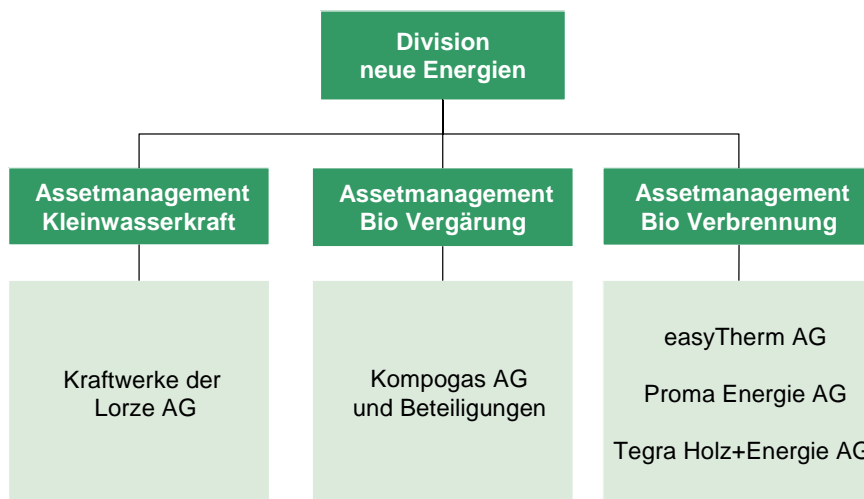 Division
neue Energien
Assetmanagement
Kleinwasserkraft
Assetmanagement
Bio Vergärung
Assetmanagement
Bio Verbrennung
Kraftwerke der
Lorze AG
Kompogas AG
und Beteiligungen
easyTherm AG
Proma Energie AG
Tegra Holz+Energie AG